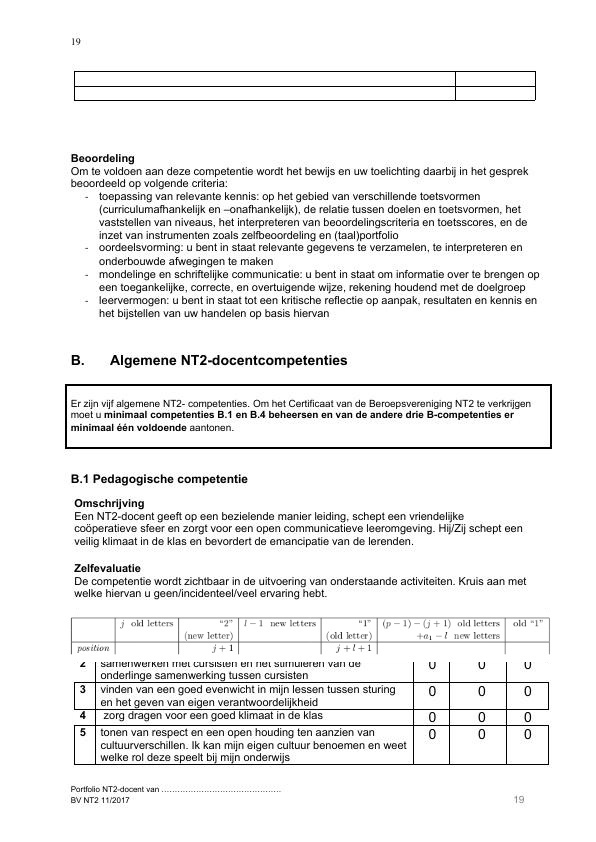 19
Beoordeling
Om te voldoen aan deze competentie wordt het bewijs en uw toelichting daarbij in het gesprek
beoordeeld op volgende criteria:
- toepassing van relevante kennis: op het gebied van verschillende toetsvormen
(curriculumafhankelijk en –onafhankelijk), de relatie tussen doelen en toetsvormen, het
vaststellen van niveaus, het interpreteren van beoordelingscriteria en toetsscores, en de
inzet van instrumenten zoals zelfbeoordeling en (taal)portfolio
- oordeelsvorming: u bent in staat relevante gegevens te verzamelen, te interpreteren en
onderbouwde afwegingen te maken
- mondelinge en schriftelijke communicatie: u bent in staat om informatie over te brengen op
een toegankelijke, correcte, en overtuigende wijze, rekening houdend met de doelgroep
- leervermogen: u bent in staat tot een kritische reflectie op aanpak, resultaten en kennis en
het bijstellen van uw handelen op basis hiervan
B. Algemene NT2-docentcompetenties
Er zijn vijf algemene NT2- competenties. Om het Certificaat van de Beroepsvereniging NT2 te verkrijgen
moet u minimaal competenties B.1 en B.4 beheersen en van de andere drie B-competenties er
minimaal één voldoende aantonen.
B.1 Pedagogische competentie
Omschrijving
Een NT2-docent geeft op een bezielende manier leiding, schept een vriendelijke
coöperatieve sfeer en zorgt voor een open communicatieve leeromgeving. Hij/Zij schept een
veilig klimaat in de klas en bevordert de emancipatie van de lerenden.
Zelfevaluatie
De competentie wordt zichtbaar in de uitvoering van onderstaande activiteiten. Kruis aan met
welke hiervan u geen/incidenteel/veel ervaring hebt.
j old letters "2" l − 1 new letters "1" (p − 1) − (j + 1) old letters old "1"
(new letter) (old letter) +a₁ − l new letters
position j + 1 j + l + 1
2 samenwerken met cursisten en het stimuleren van de 0 0 0
onderlinge samenwerking tussen cursisten
3 vinden van een goed evenwicht in mijn lessen tussen sturing 0 0 0
en het geven van eigen verantwoordelijkheid
4 zorg dragen voor een goed klimaat in de klas 0 0 0
5 tonen van respect en een open houding ten aanzien van 0 0 0
cultuurverschillen. Ik kan mijn eigen cultuur benoemen en weet
welke rol deze speelt bij mijn onderwijs
Portfolio NT2-docent van ……………………………………
BV NT2 11/2017 19